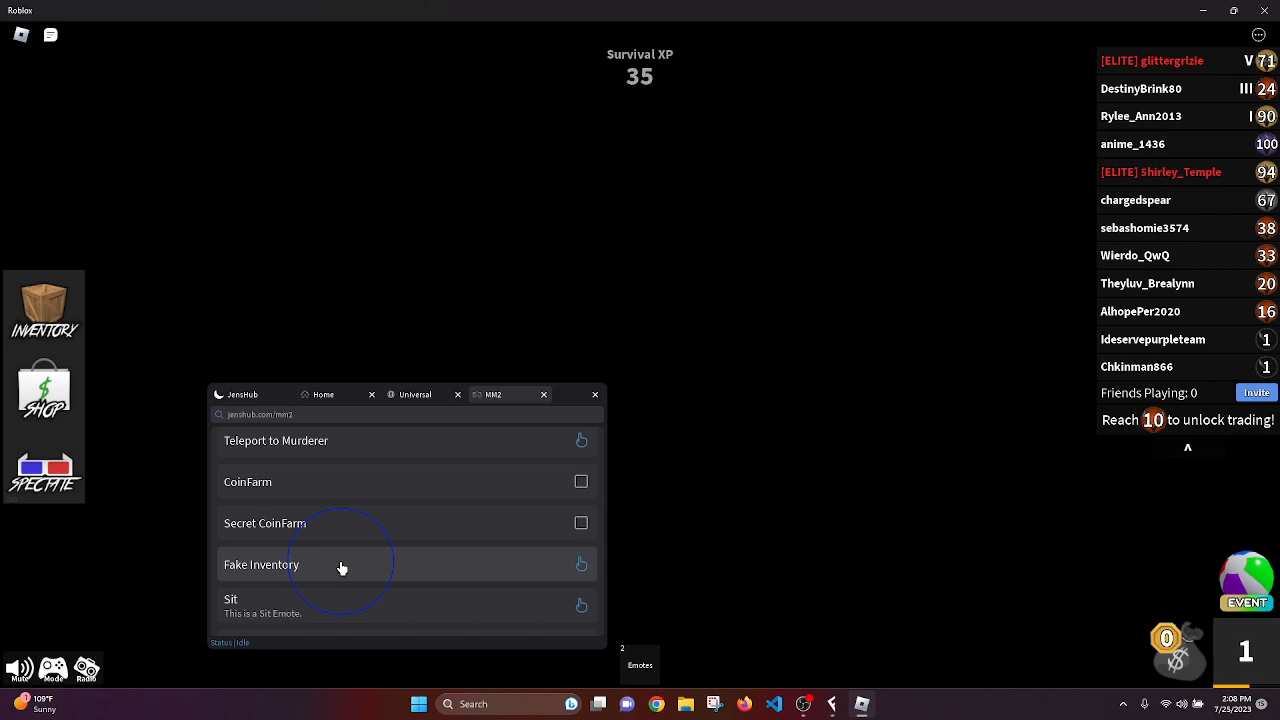 Roblox
Survival XP
35
[ELITE] glittergrlzie V 71
DestinyBrink80 III 24
Rylee_Ann2013 I 90
anime_1436 100
[ELITE] Shirley_Temple 94
chargedspear 67
sebashomie3574 38
Wierdo_QwQ 33
Theyluv_Brealynn 20
AlhopePer2020 16
Ideservepurpleteam 1
Chkinman866 1
Friends Playing: 0 Invite
Reach 10 to unlock trading!
INVENTORY
SHOP
SPECTATE
JensHub Home Universal MM2
jenshub.com/mm2
Teleport to Murderer
CoinFarm
Secret CoinFarm
Fake Inventory
Sit
This is a Sit Emote.
Status | Idle
2
Emotes
Mute Mode Radio
EVENT
0
1
109°F
Sunny
Search
2:08 PM
7/25/2023